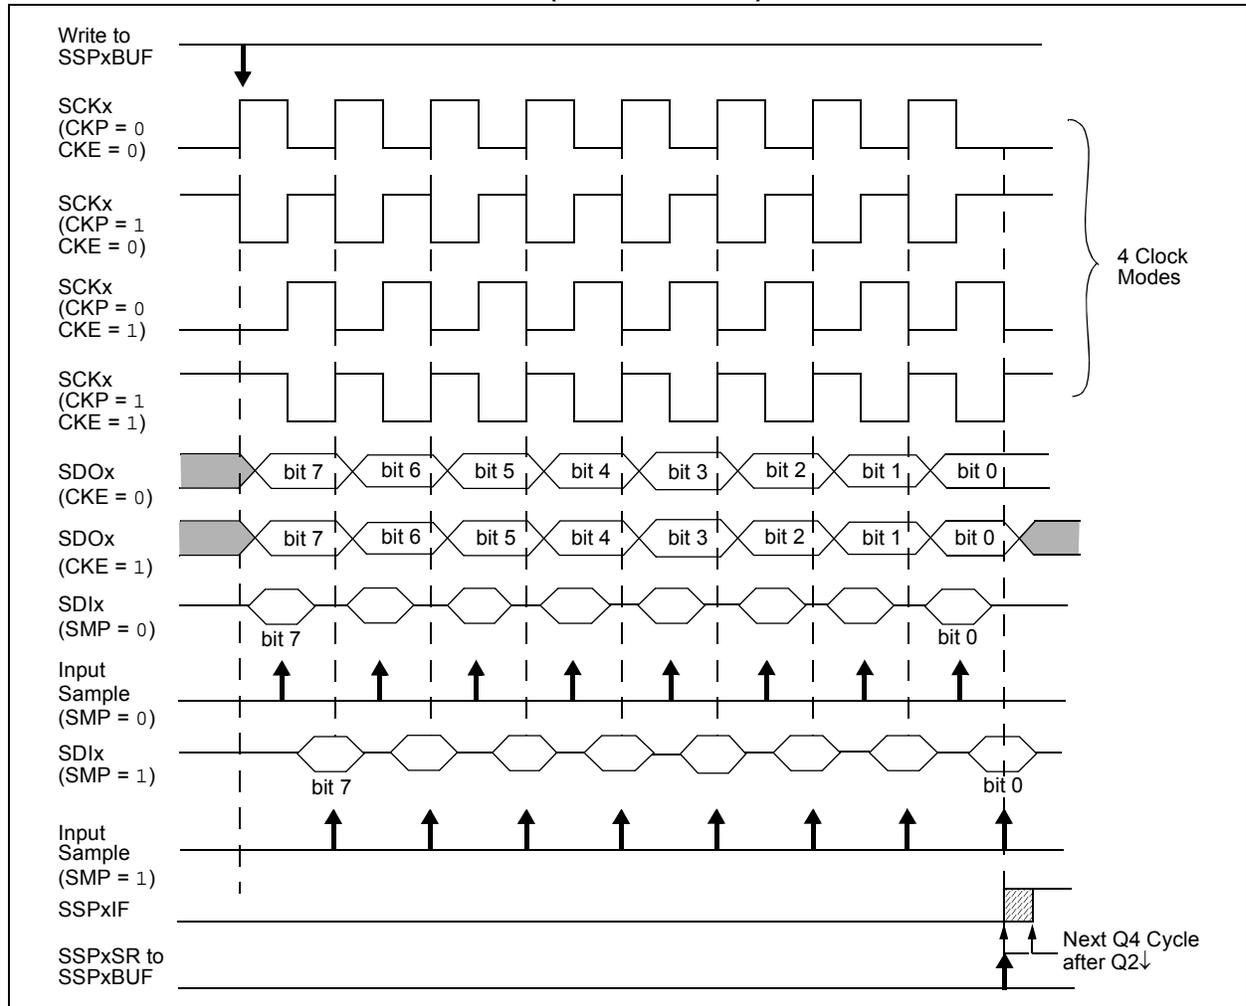 Write to
SSPxBUF
SCKx
(CKP = 0
CKE = 0)
SCKx
(CKP = 1
CKE = 0)
SCKx
(CKP = 0
CKE = 1)
SCKx
(CKP = 1
CKE = 1)
4 Clock
Modes
SDOx
(CKE = 0)
bit 7 bit 6 bit 5 bit 4 bit 3 bit 2 bit 1 bit 0
SDOx
(CKE = 1)
bit 7 bit 6 bit 5 bit 4 bit 3 bit 2 bit 1 bit 0
SDIx
(SMP = 0)
bit 7 bit 0
Input
Sample
(SMP = 0)
SDIx
(SMP = 1)
bit 7 bit 0
Input
Sample
(SMP = 1)
SSPxIF
SSPxSR to
SSPxBUF
Next Q4 Cycle
after Q2↓